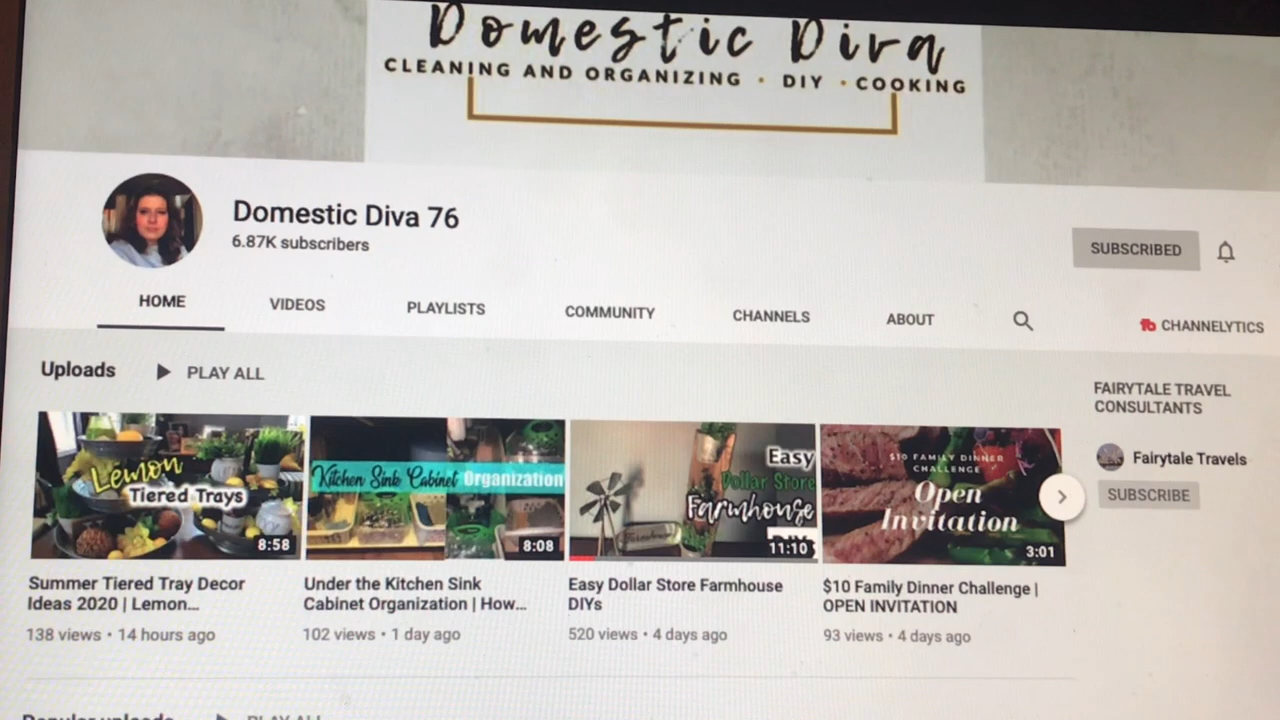 Domestic Diva
CLEANING AND ORGANIZING • DIY • COOKING
Domestic Diva 76
6.87K subscribers
SUBSCRIBED
HOME
VIDEOS
PLAYLISTS
COMMUNITY
CHANNELS
ABOUT
CHANNELYTICS
Uploads
PLAY ALL
Lemon
Tiered Trays
8:58
Summer Tiered Tray Decor
Ideas 2020 | Lemon...
138 views • 14 hours ago
Kitchen Sink Cabinet Organization
8:08
Under the Kitchen Sink
Cabinet Organization | How...
102 views • 1 day ago
Easy
Dollar Store
Farmhouse
DIY
11:10
Easy Dollar Store Farmhouse
DIYs
520 views • 4 days ago
$10 FAMILY DINNER
CHALLENGE
Open
Invitation
3:01
$10 Family Dinner Challenge |
OPEN INVITATION
93 views • 4 days ago
FAIRYTALE TRAVEL
CONSULTANTS
Fairytale Travels
SUBSCRIBE
Popular uploads
PLAY ALL